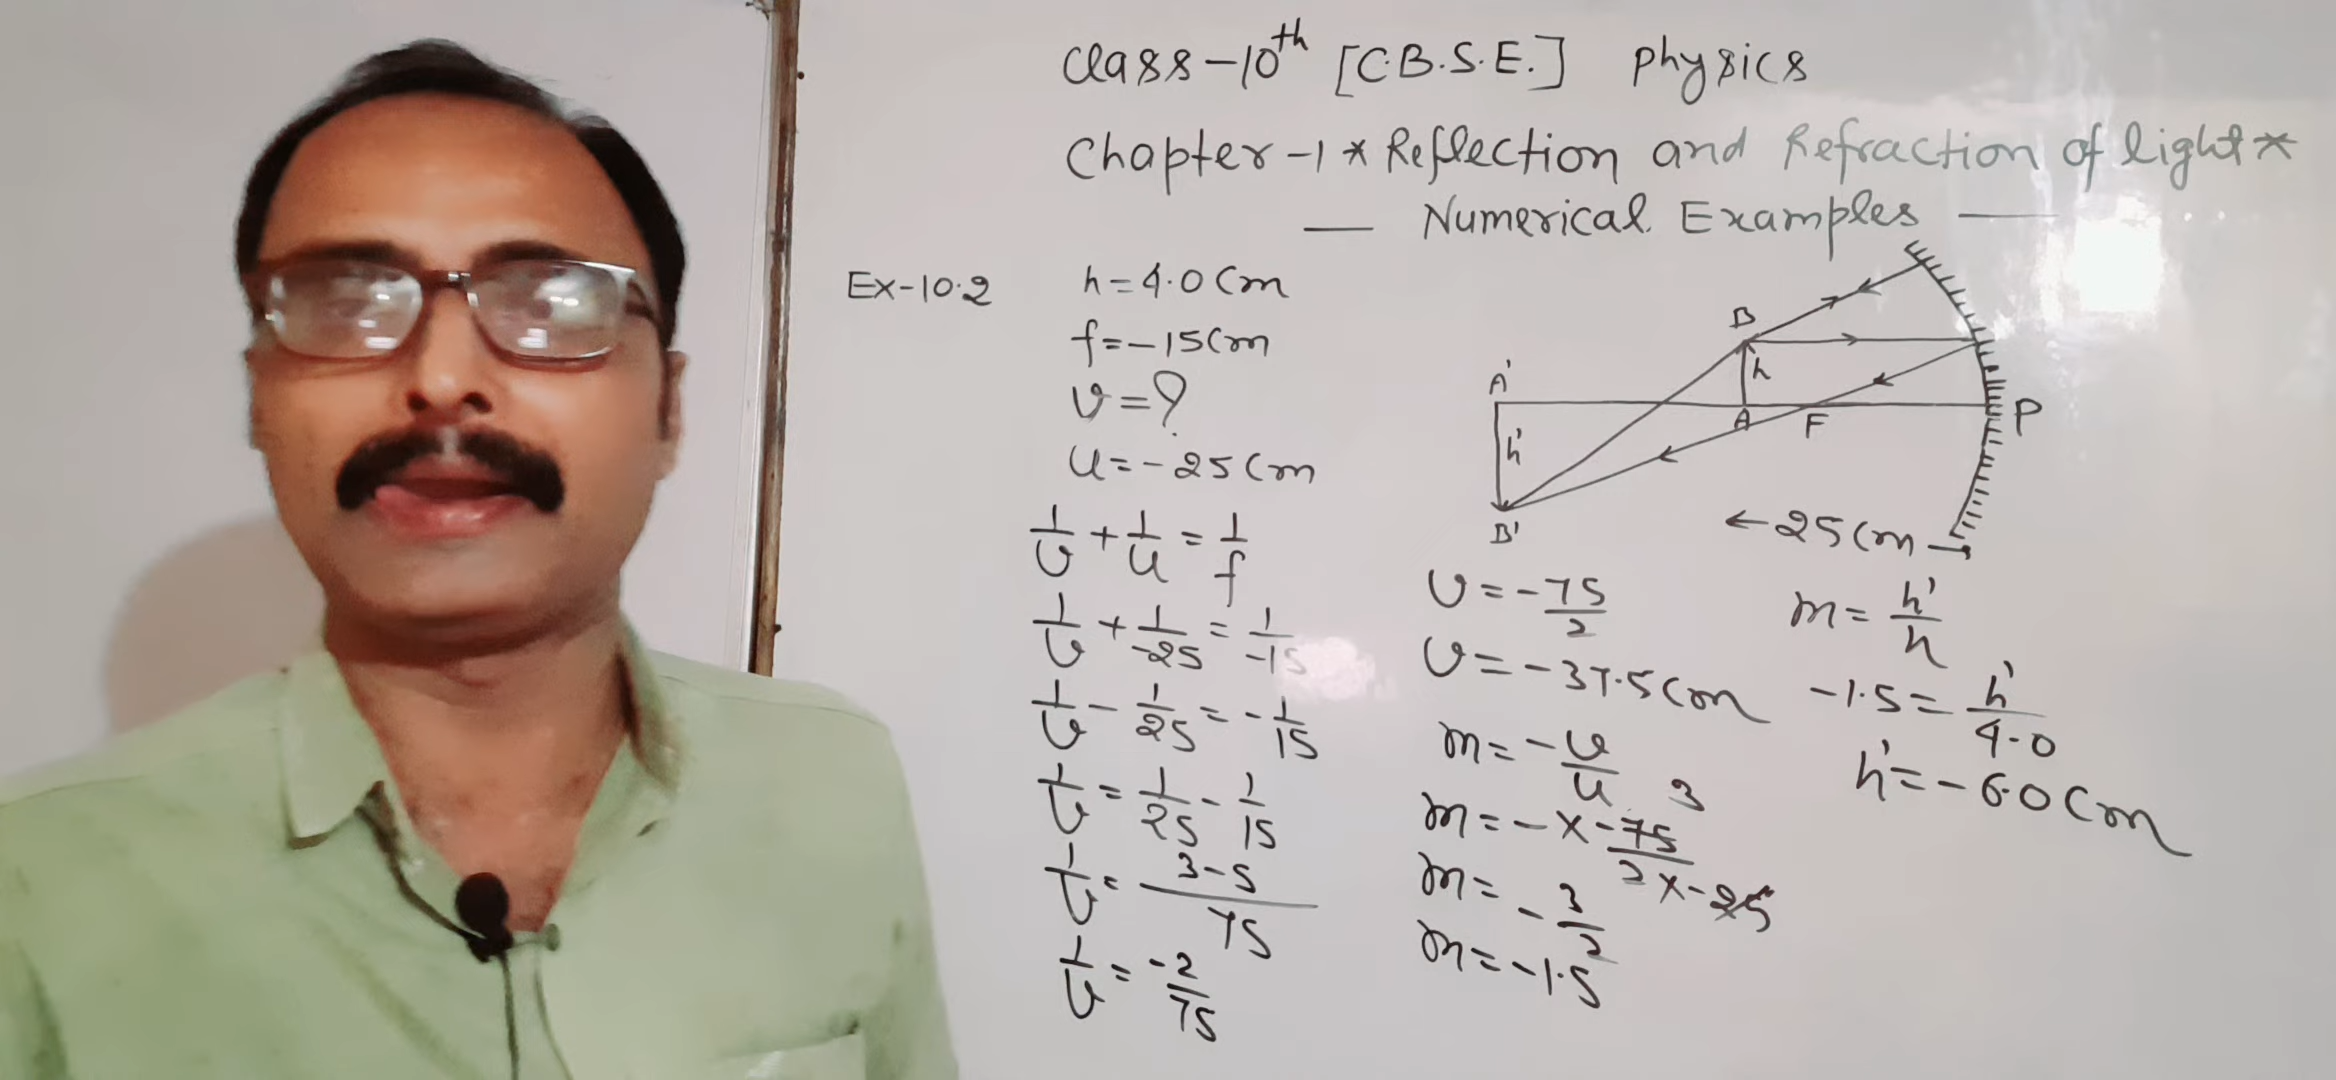 Class-10th [C.B.S.E.] Physics
Chapter-1 * Reflection and Refraction of light *
— Numerical Examples —
Ex-10.2
h = 4.0 Cm
f = -15 Cm
v = ?
u = -25 Cm
1/v + 1/u = 1/f
1/v + 1/-25 = 1/-15
1/v - 1/25 = -1/15
1/v = 1/25 - 1/15
1/v = 3-5/75
1/v = -2/75
B
h
A'
A
F
P
h'
B'
←25 Cm→
v = -75/2
v = -37.5 Cm
m = -v/u
3
m = - x -75/2 x -25
m = -3/2
m = -1.5
m = h'/h
-1.5 = h'/4.0
h' = -6.0 Cm